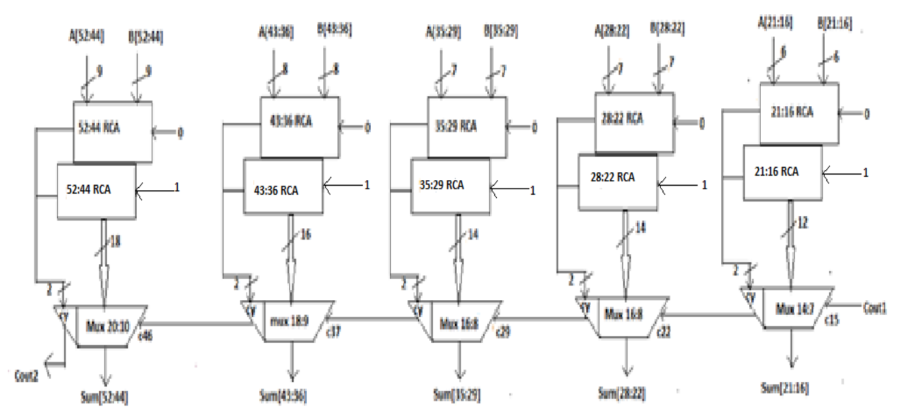 A[52:44] B[52:44]
A[43:36] B[43:36]
A[35:29] B[35:29]
A[28:22] B[28:22]
A[21:16] B[21:16]
9 9
8 8
7 7
7 7
6 6
52:44 RCA 0
43:36 RCA 0
35:29 RCA 0
28:22 RCA 0
21:16 RCA 0
52:44 RCA 1
43:36 RCA 1
35:29 RCA 1
28:22 RCA 1
21:16 RCA 1
18
16
14
14
12
2
2
2
2
2
cy Mux 20:10 c46
cy mux 18:9 c37
cy Mux 16:8 c29
cy Mux 16:8 c22
cy Mux 14:7 c15
Cout1
Cout2
Sum[52:44]
Sum[43:36]
Sum[35:29]
Sum[28:22]
Sum[21:16]